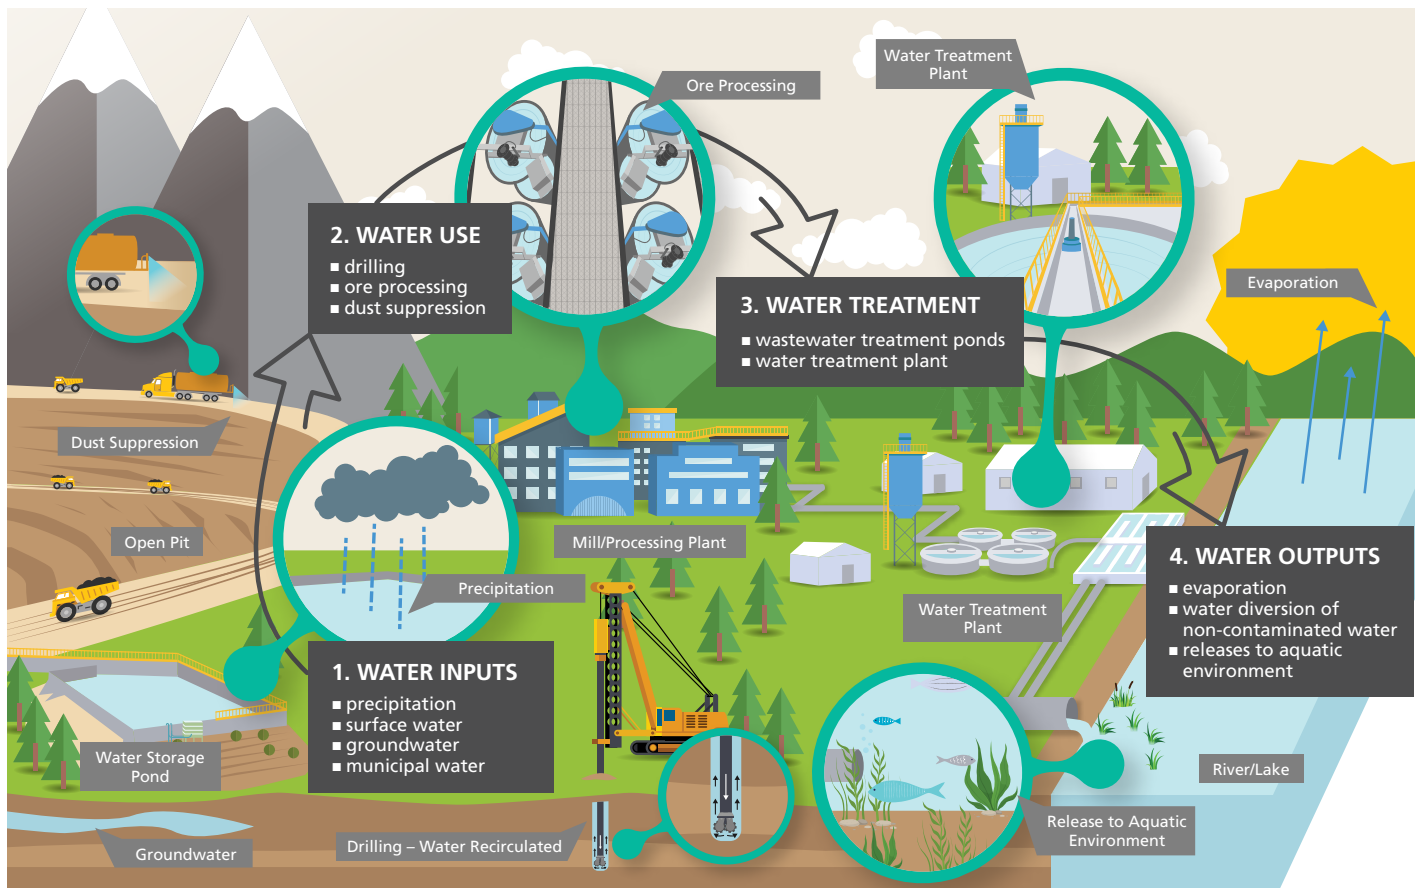 Water Treatment
Plant
Ore Processing
2. WATER USE
▪ drilling
▪ ore processing
▪ dust suppression
Evaporation
3. WATER TREATMENT
▪ wastewater treatment ponds
▪ water treatment plant
Dust Suppression
Open Pit
Mill/Processing Plant
Precipitation
4. WATER OUTPUTS
▪ evaporation
▪ water diversion of
non-contaminated water
▪ releases to aquatic
environment
Water Treatment
Plant
1. WATER INPUTS
▪ precipitation
▪ surface water
▪ groundwater
▪ municipal water
Water Storage
Pond
River/Lake
Release to Aquatic
Environment
Drilling – Water Recirculated
Groundwater